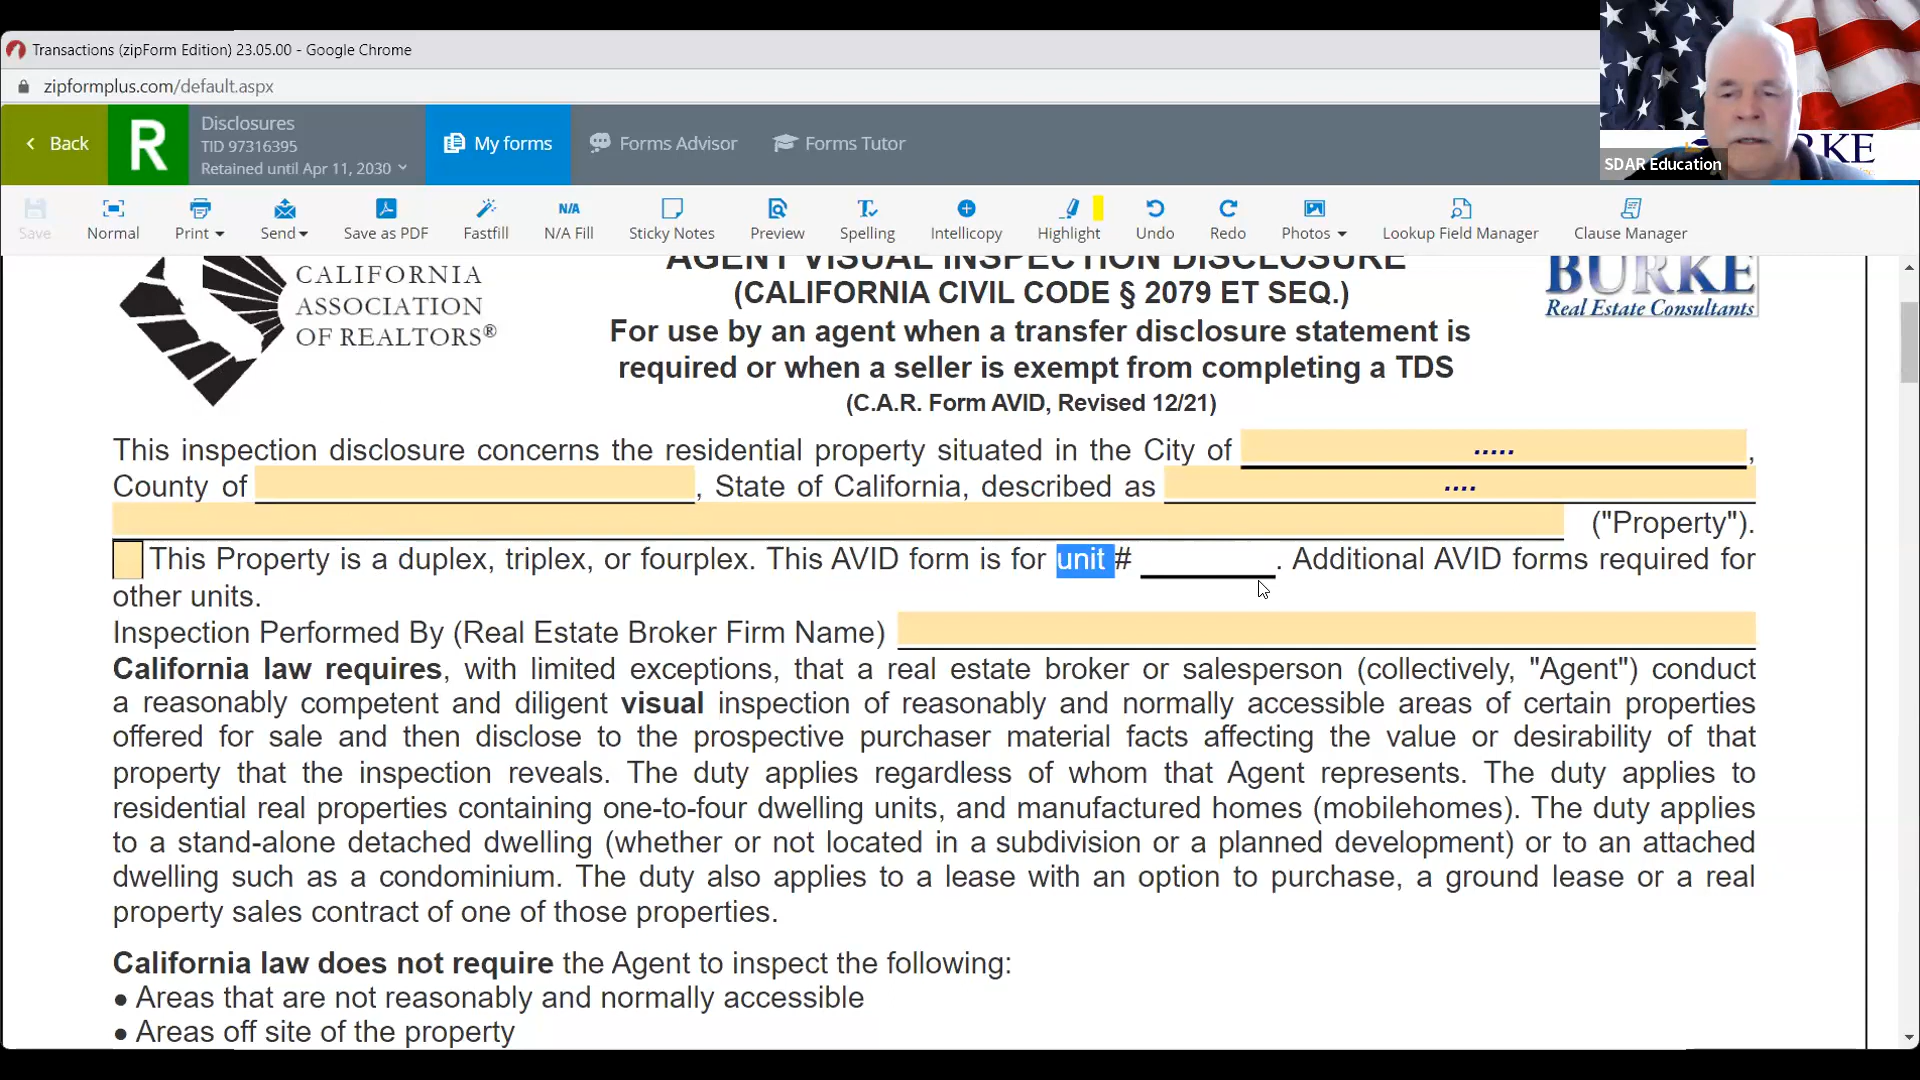 Transactions (zipForm Edition) 23.05.00 - Google Chrome
zipformplus.com/default.aspx
Back
R
Disclosures
TID 97316395
Retained until Apr 11, 2030
My forms
Forms Advisor
Forms Tutor
RKE
SDAR Education
Save
Normal
Print
Send
Save as PDF
N/A
Fastfill
N/A Fill
Sticky Notes
Preview
Spelling
Intellicopy
Highlight
Undo
Redo
Photos
Lookup Field Manager
Clause Manager
CALIFORNIA
ASSOCIATION
OF REALTORS®
AGENT VISUAL INSPECTION DISCLOSURE
(CALIFORNIA CIVIL CODE § 2079 ET SEQ.)
For use by an agent when a transfer disclosure statement is
required or when a seller is exempt from completing a TDS
(C.A.R. Form AVID, Revised 12/21)
BURKE
Real Estate Consultants
This inspection disclosure concerns the residential property situated in the City of ..... ,
County of , State of California, described as ....
("Property").
This Property is a duplex, triplex, or fourplex. This AVID form is for unit # . Additional AVID forms required for
other units.
Inspection Performed By (Real Estate Broker Firm Name)
California law requires, with limited exceptions, that a real estate broker or salesperson (collectively, "Agent") conduct
a reasonably competent and diligent visual inspection of reasonably and normally accessible areas of certain properties
offered for sale and then disclose to the prospective purchaser material facts affecting the value or desirability of that
property that the inspection reveals. The duty applies regardless of whom that Agent represents. The duty applies to
residential real properties containing one-to-four dwelling units, and manufactured homes (mobilehomes). The duty applies
to a stand-alone detached dwelling (whether or not located in a subdivision or a planned development) or to an attached
dwelling such as a condominium. The duty also applies to a lease with an option to purchase, a ground lease or a real
property sales contract of one of those properties.
California law does not require the Agent to inspect the following:
● Areas that are not reasonably and normally accessible
● Areas off site of the property